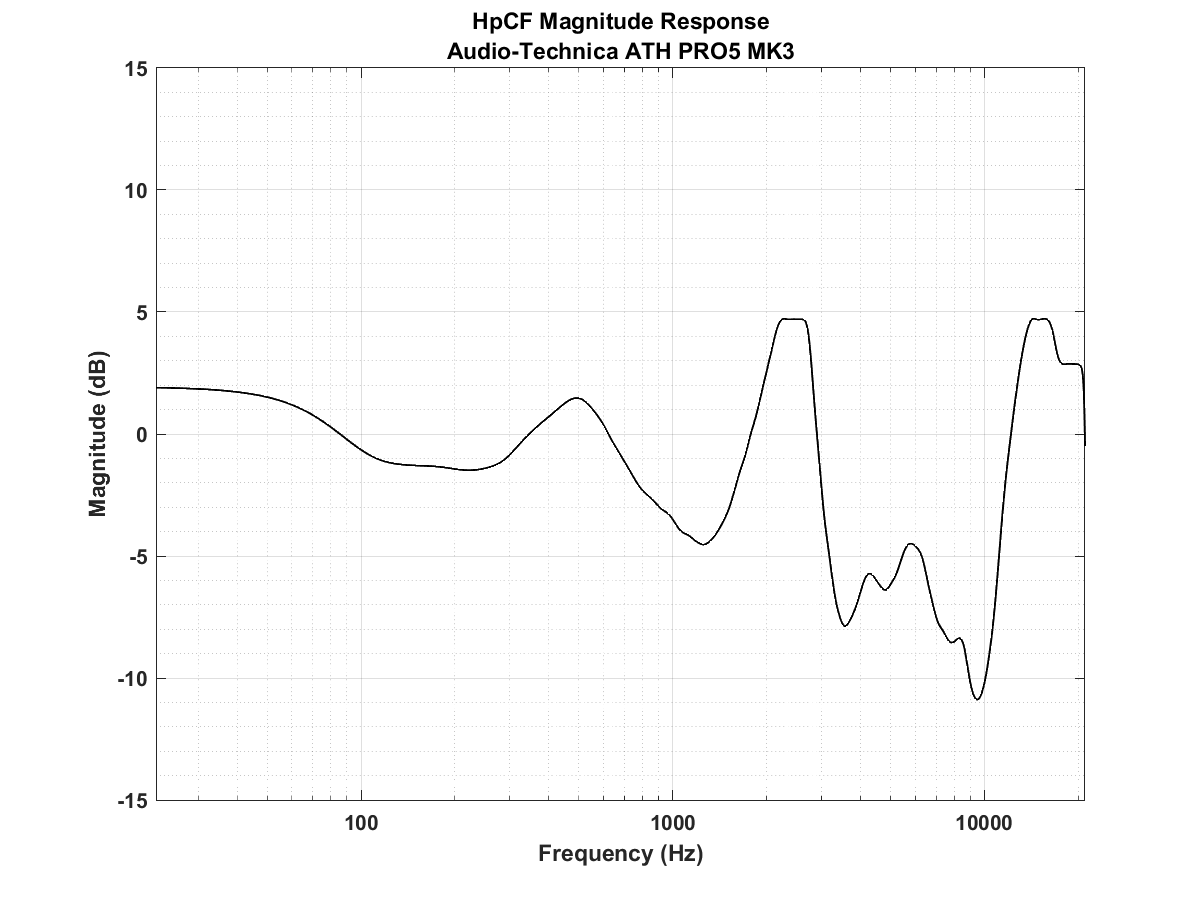 HpCF Magnitude Response
Audio-Technica ATH PRO5 MK3
15
10
5
0
-5
-10
-15
Magnitude (dB)
100 1000 10000
Frequency (Hz)